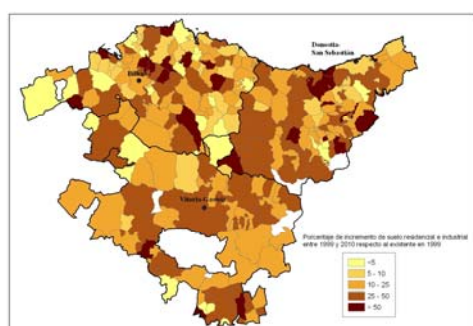 Donostia-
San Sebastián
Bilbao
Vitoria-Gasteiz
Porcentaje de incremento de suelo residencial e industrial
entre 1999 y 2010 respecto al existente en 1999
<5
5 - 10
10 - 25
25 - 50
> 50